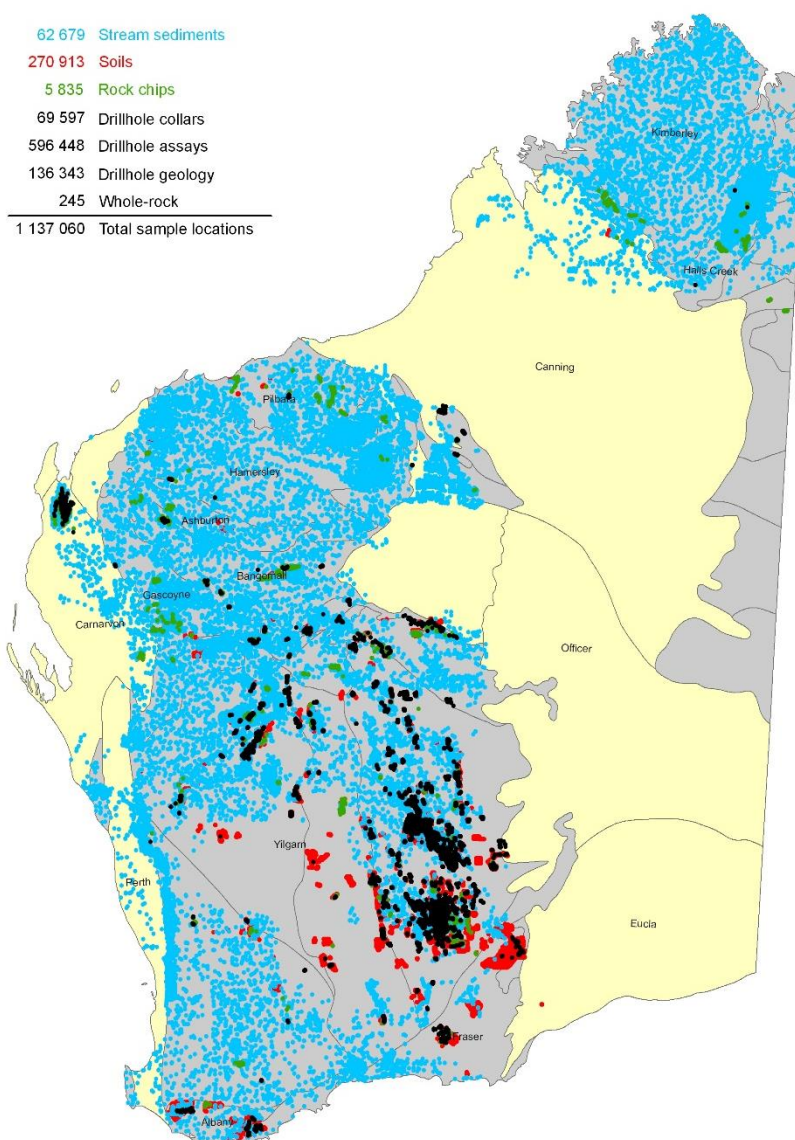 62 679 Stream sediments
270 913 Soils
5 835 Rock chips
69 597 Drillhole collars
596 448 Drillhole assays
136 343 Drillhole geology
245 Whole-rock
1 137 060 Total sample locations
Kimberley
Halls Creek
Canning
Pilbara
Hamersley
Ashburton
Bangemall
Gascoyne
Carnarvon
Officer
Yilgarn
Perth
Eucla
Fraser
Albany